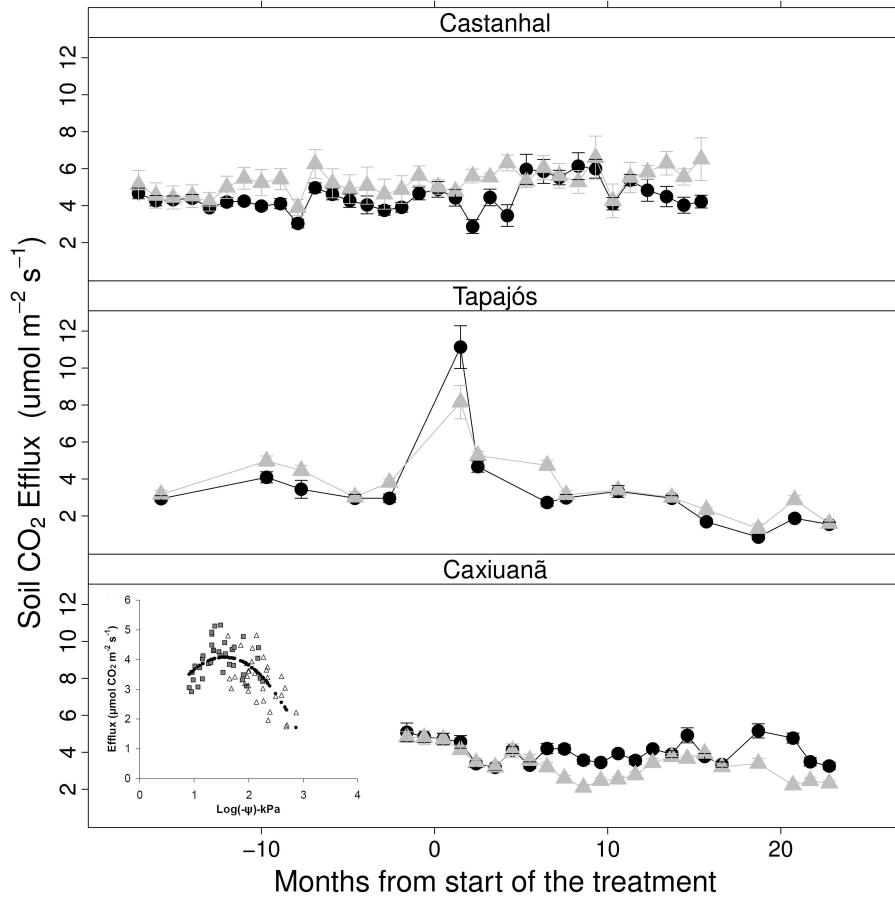 Castanhal
12
10
8
6
4
2
Tapajós
12
10
8
6
4
2
Caxiuanã
12
10
8
6
4
2
Soil CO2 Efflux (umol m−2 s−1)
6
5
4
3
2
1
0
Efflux (µmol CO2 m-2 s-1)
0 1 2 3 4
Log(-ψ)-kPa
−10 0 10 20
Months from start of the treatment